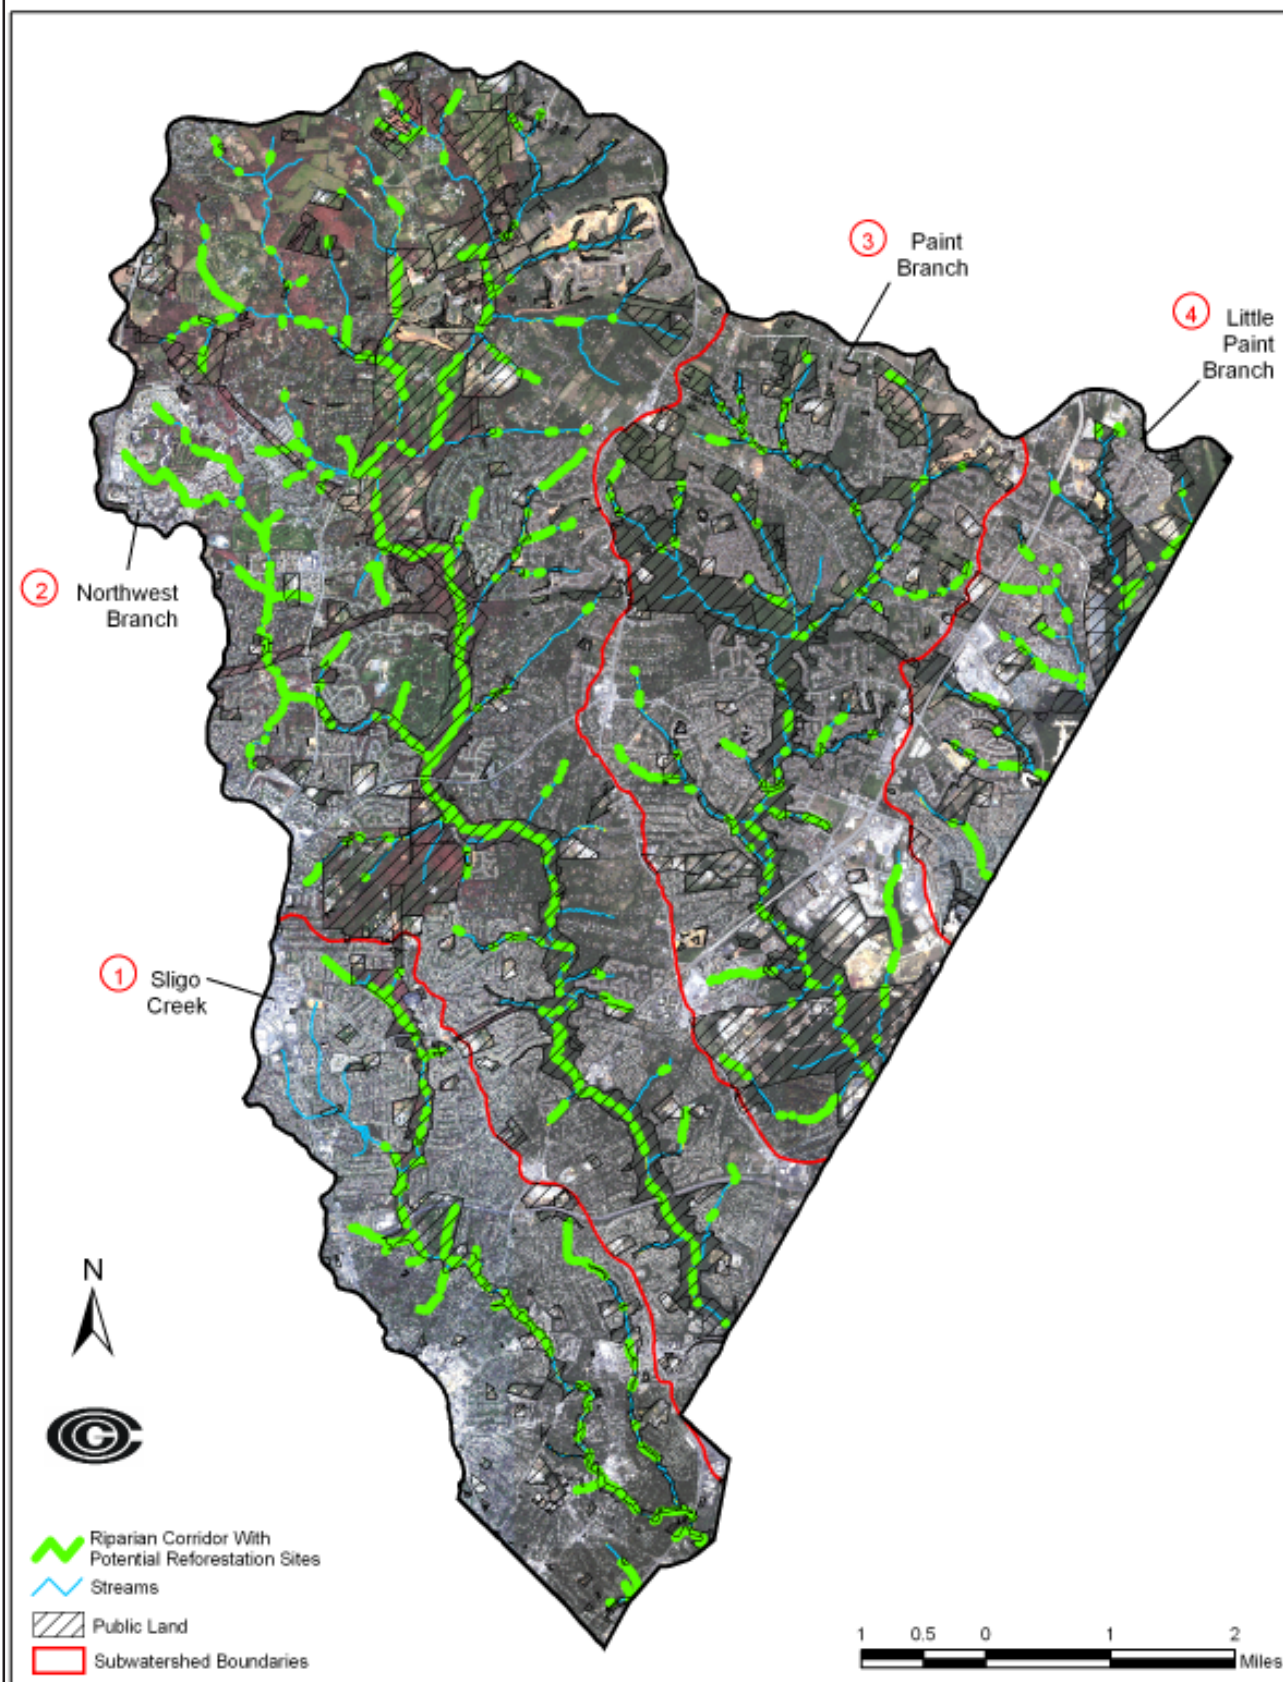 3 Paint
Branch
4 Little
Paint
Branch
2 Northwest
Branch
1 Sligo
Creek
N
Riparian Corridor With
Potential Reforestation Sites
Streams
Public Land
Subwatershed Boundaries
1 0.5 0 1 2
Miles